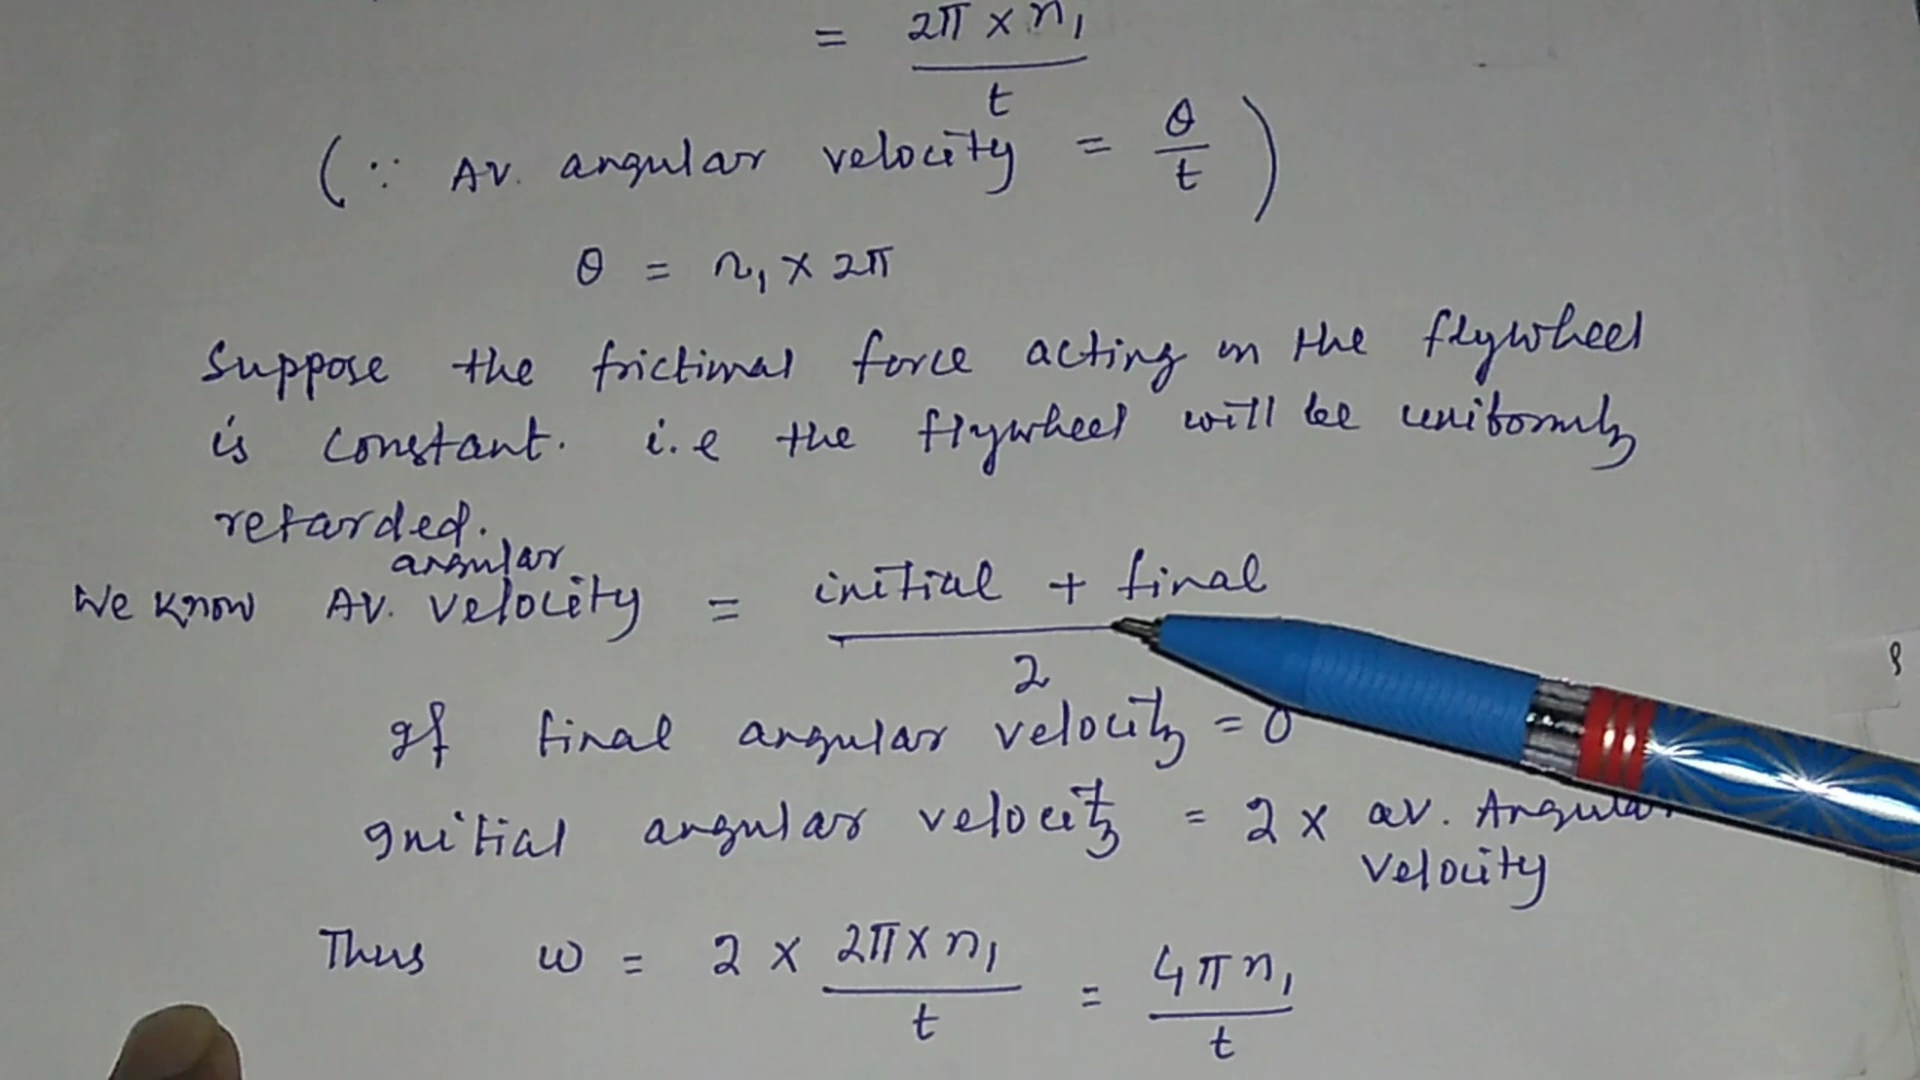 = 2π × n₁ / t
(∵ Av. angular velocity = θ / t)
θ = n₁ × 2π
Suppose the frictional force acting on the flywheel
is constant. i.e the flywheel will be uniformly
retarded.
angular
We know Av. velocity = initial + final / 2
If final angular velocity = 0
Initial angular velocity = 2 × av. Angular
velocity
Thus ω = 2 × 2π × n₁ / t = 4πn₁ / t